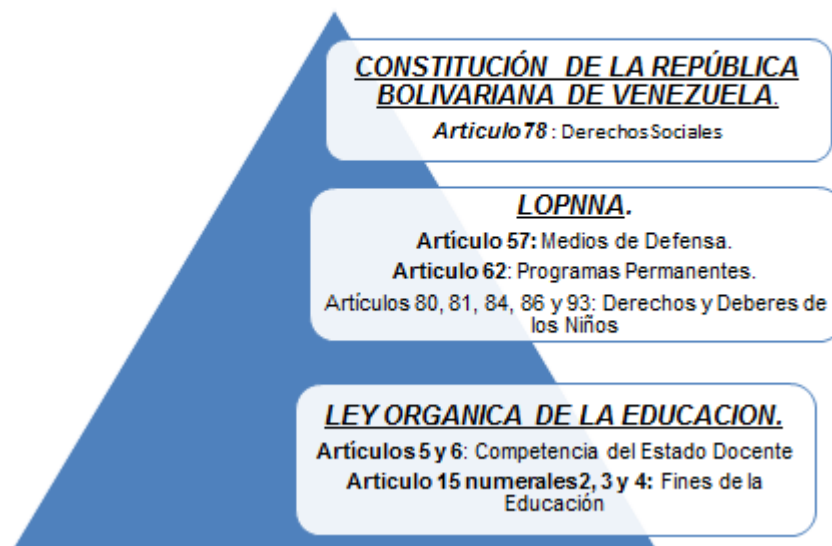 CONSTITUCIÓN DE LA REPÚBLICA
BOLIVARIANA DE VENEZUELA.
Articulo 78 : Derechos Sociales
LOPNNA.
Artículo 57: Medios de Defensa.
Articulo 62: Programas Permanentes.
Artículos 80, 81, 84, 86 y 93: Derechos y Deberes de
los Niños
LEY ORGANICA DE LA EDUCACION.
Artículos 5 y 6: Competencia del Estado Docente
Articulo 15 numerales 2, 3 y 4: Fines de la
Educación